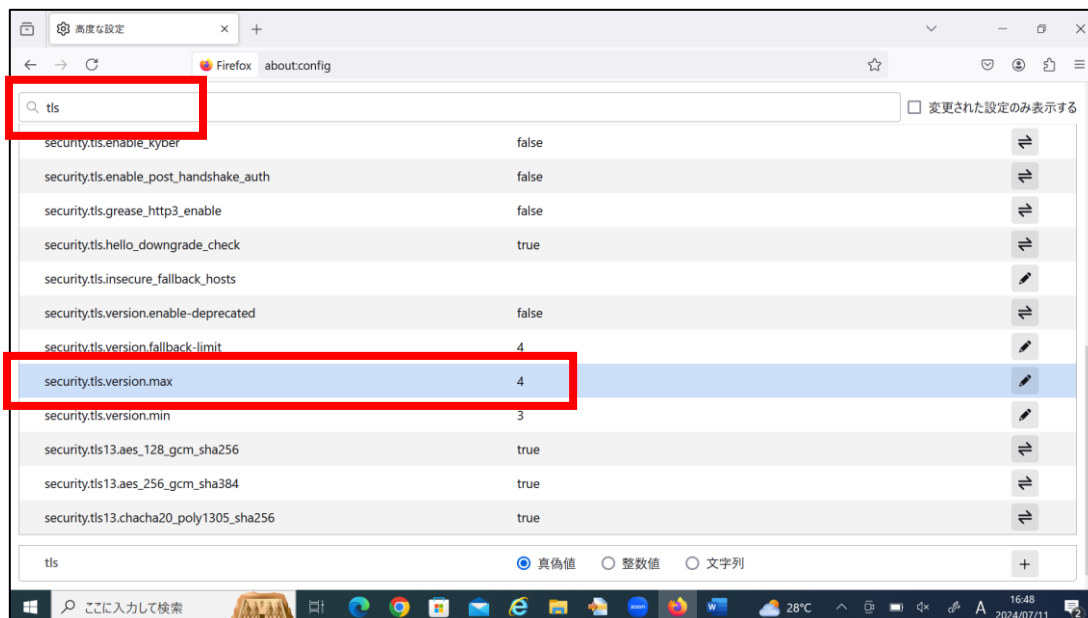 高度な設定
Firefox about:config
tls
変更された設定のみ表示する
security.tls.enable_kyber false
security.tls.enable_post_handshake_auth false
security.tls.grease_http3_enable false
security.tls.hello_downgrade_check true
security.tls.insecure_fallback_hosts
security.tls.version.enable-deprecated false
security.tls.version.fallback-limit 4
security.tls.version.max 4
security.tls.version.min 3
security.tls13.aes_128_gcm_sha256 true
security.tls13.aes_256_gcm_sha384 true
security.tls13.chacha20_poly1305_sha256 true
tls 真偽値 整数値 文字列
ここに入力して検索 zoom 28°C A 16:48
2024/07/11 2